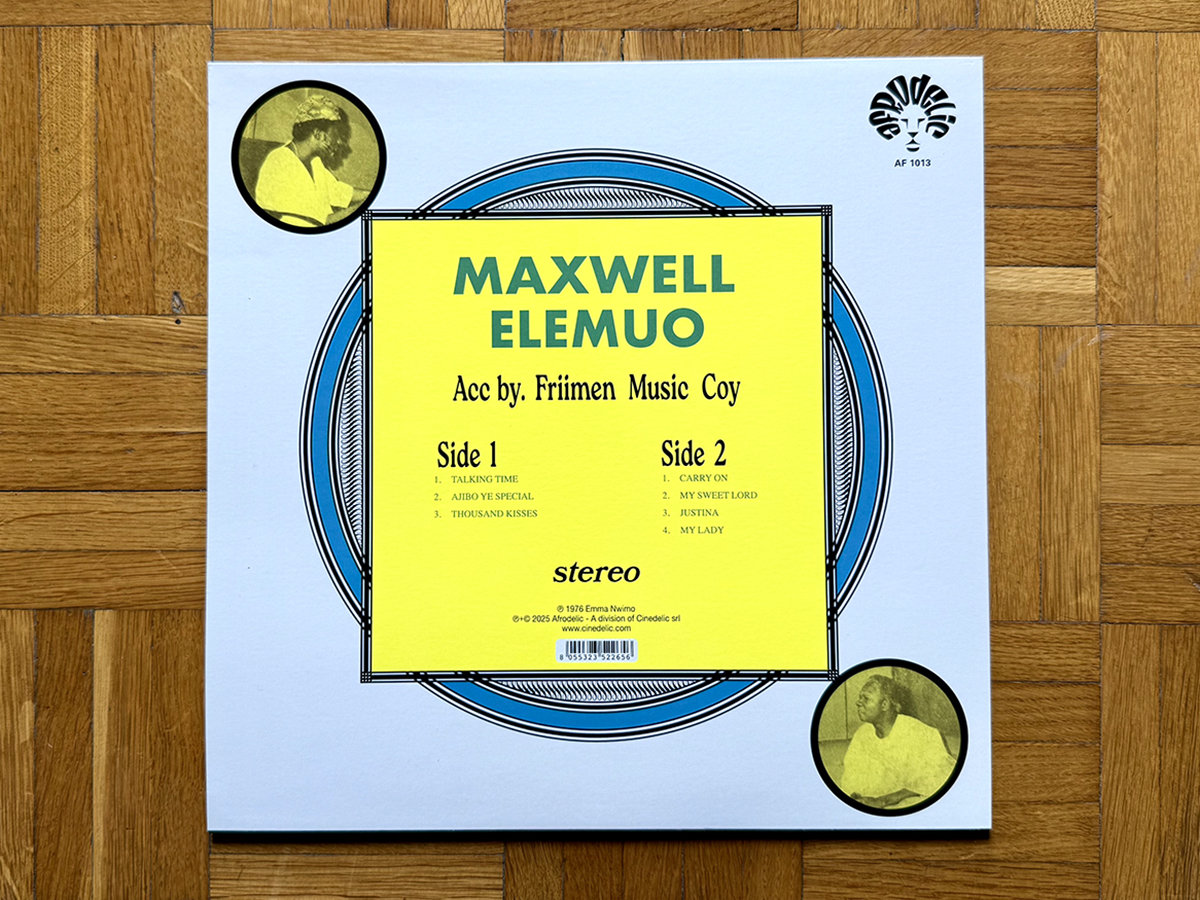 afrodelic
AF 1013
MAXWELL
ELEMUO
Acc by. Friimen Music Coy
Side 1
1. TALKING TIME
2. AJIBO YE SPECIAL
3. THOUSAND KISSES
Side 2
1. CARRY ON
2. MY SWEET LORD
3. JUSTINA
4. MY LADY
stereo
℗ 1976 Emma Nwimo
℗+© 2025 Afrodelic - A division of Cinedelic srl
www.cinedelic.com
8 055323 522656